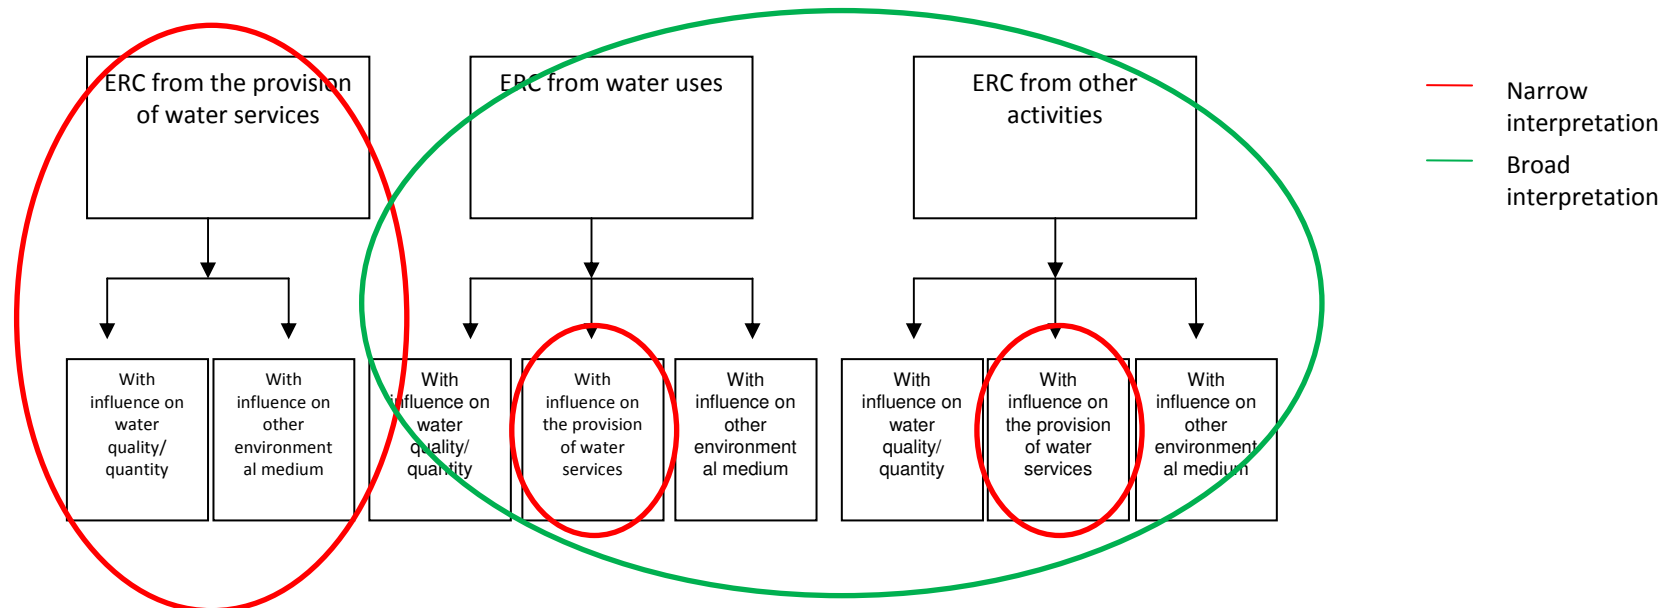 ERC from the provision
of water services
ERC from water uses
ERC from other
activities
Narrow
interpretation
Broad
interpretation
With
influence on
water
quality/
quantity
With
influence on
other
environment
al medium
With
influence on
water
quality/
quantity
With
influence on
the provision
of water
services
With
influence on
other
environment
al medium
With
influence on
water
quality/
quantity
With
influence on
the provision
of water
services
With
influence on
other
environment
al medium